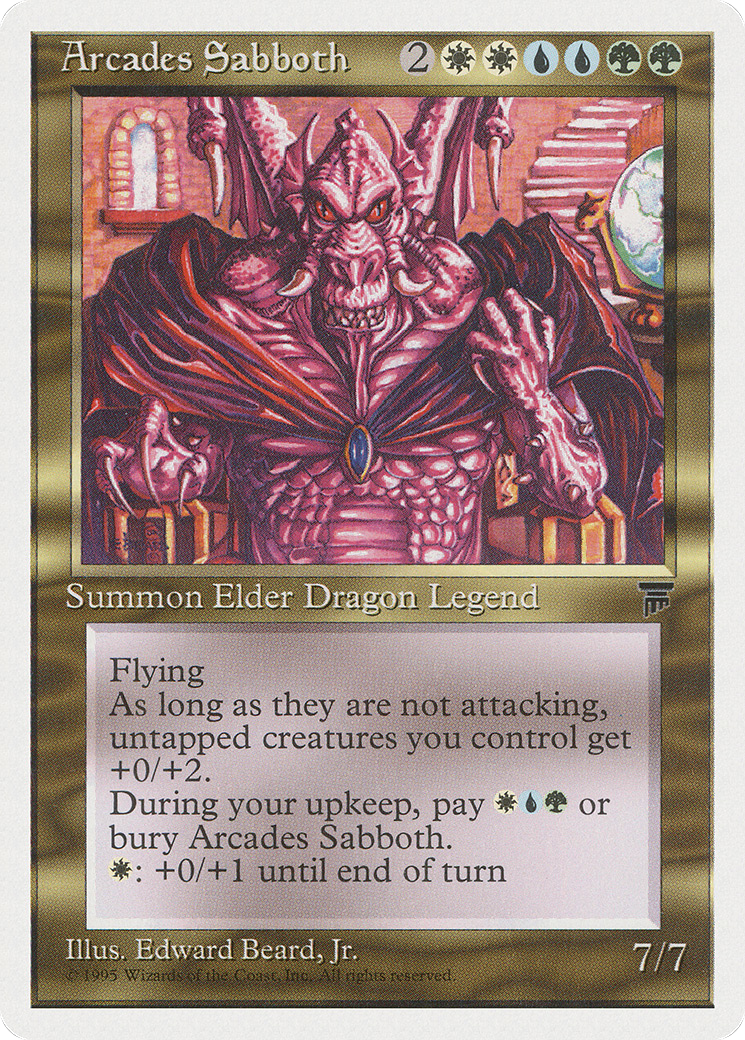 Arcades Sabboth 2
Summon Elder Dragon Legend
Flying
As long as they are not attacking,
untapped creatures you control get
+0/+2.
During your upkeep, pay or
bury Arcades Sabboth.
: +0/+1 until end of turn
Illus. Edward Beard, Jr.
7/7
© 1995 Wizards of the Coast, Inc. All rights reserved.